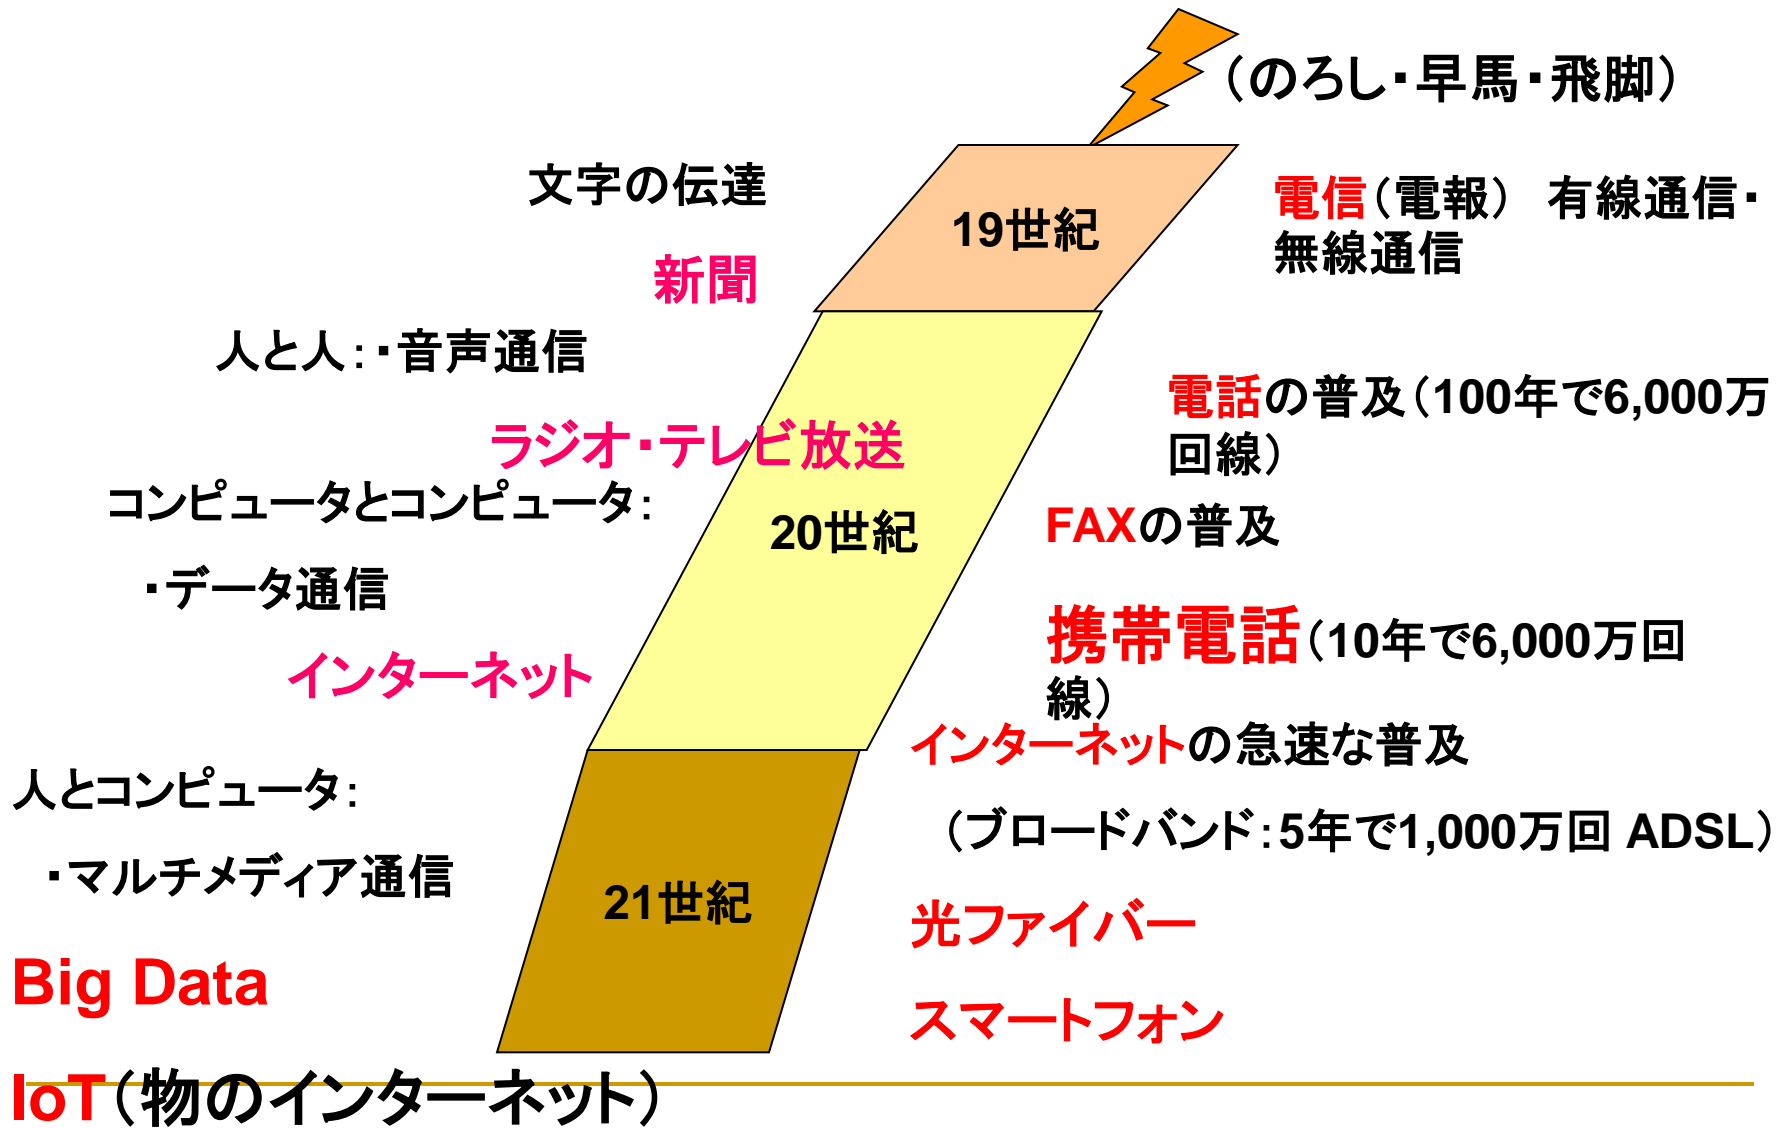 （のろし・早馬・飛脚）
文字の伝達
電信（電報）　有線通信・
無線通信
19世紀
新聞
人と人：・音声通信
電話の普及（100年で6,000万
回線）
ラジオ・テレビ放送
コンピュータとコンピュータ：
20世紀
FAXの普及
・データ通信
携帯電話（10年で6,000万回
線）
インターネット
インターネットの急速な普及
人とコンピュータ：
（ブロードバンド：5年で1,000万回 ADSL）
・マルチメディア通信
21世紀
光ファイバー
Big Data
スマートフォン
IoT（物のインターネット）